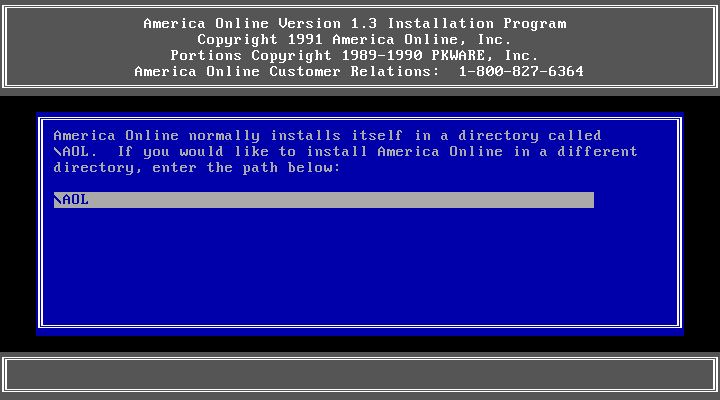 America Online Version 1.3 Installation Program
Copyright 1991 America Online, Inc.
Portions Copyright 1989-1990 PKWARE, Inc.
America Online Customer Relations:  1-800-827-6364
America Online normally installs itself in a directory called
\AOL.  If you would like to install America Online in a different
directory, enter the path below:
\AOL